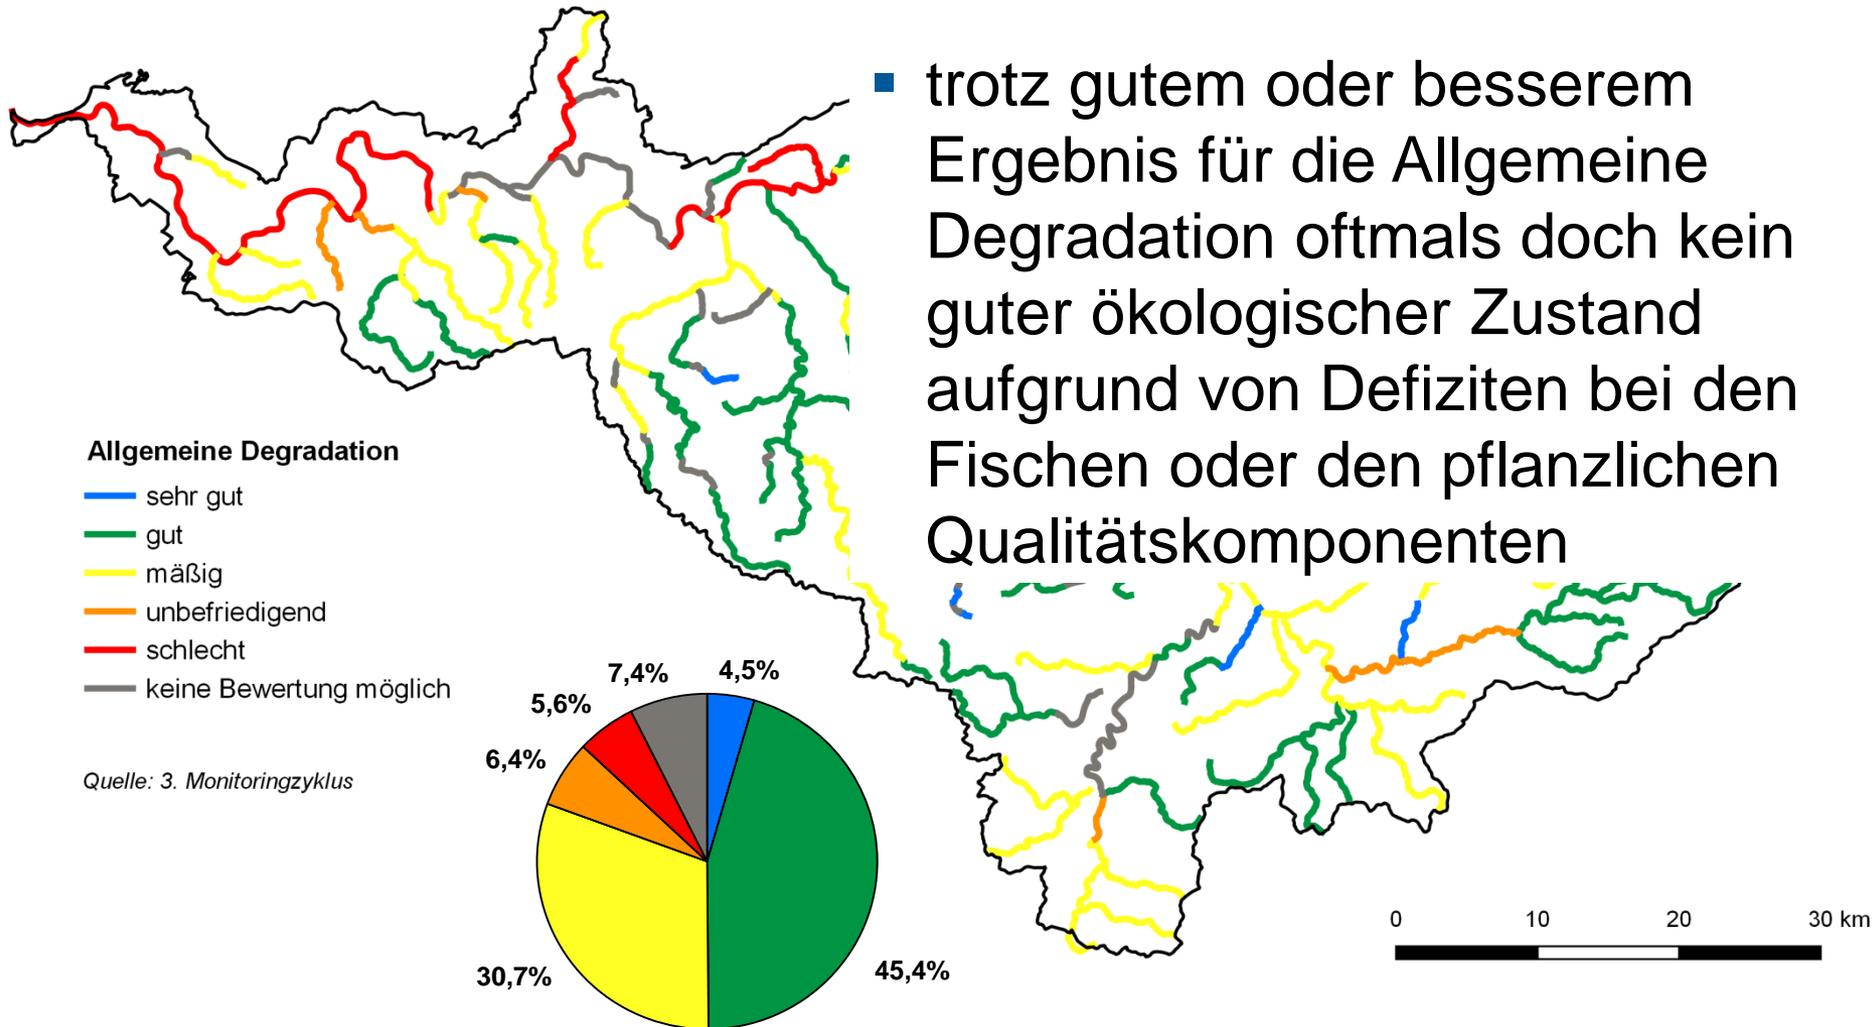 trotz gutem oder besserem
Ergebnis für die Allgemeine
Degradation oftmals doch kein
guter ökologischer Zustand
aufgrund von Defiziten bei den
Fischen oder den pflanzlichen
Qualitätskomponenten
Allgemeine Degradation
sehr gut
gut
mäßig
unbefriedigend
schlecht
keine Bewertung möglich
Quelle: 3. Monitoringzyklus
7,4%
4,5%
5,6%
6,4%
30,7%
45,4%
0 10 20 30 km